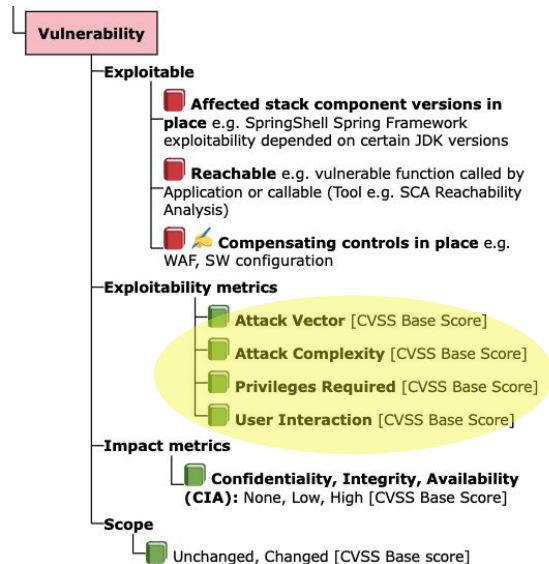 Vulnerability
Exploitable
Affected stack component versions in
place e.g. SpringShell Spring Framework
exploitability depended on certain JDK versions
Reachable e.g. vulnerable function called by
Application or callable (Tool e.g. SCA Reachability
Analysis)
Compensating controls in place e.g.
WAF, SW configuration
Exploitability metrics
Attack Vector [CVSS Base Score]
Attack Complexity [CVSS Base Score]
Privileges Required [CVSS Base Score]
User Interaction [CVSS Base Score]
Impact metrics
Confidentiality, Integrity, Availability
(CIA): None, Low, High [CVSS Base Score]
Scope
Unchanged, Changed [CVSS Base score]